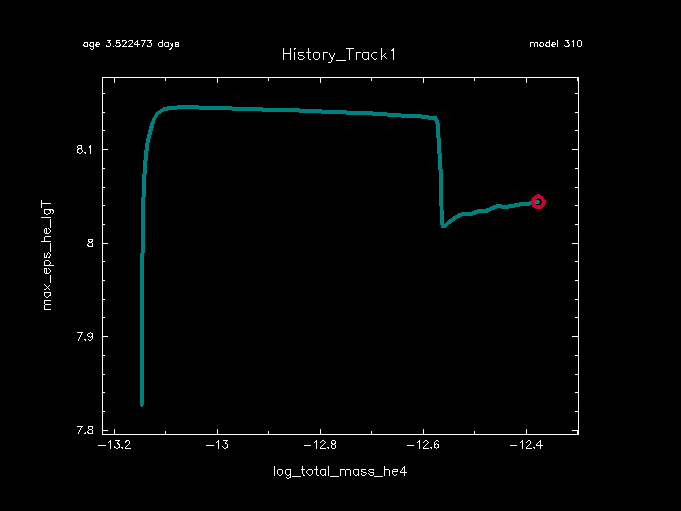 age 3.522473 days
model 310
History_Track1
8.1
8
7.9
7.8
max_eps_he_lgT
-13.2
-13
-12.8
-12.6
-12.4
log_total_mass_he4